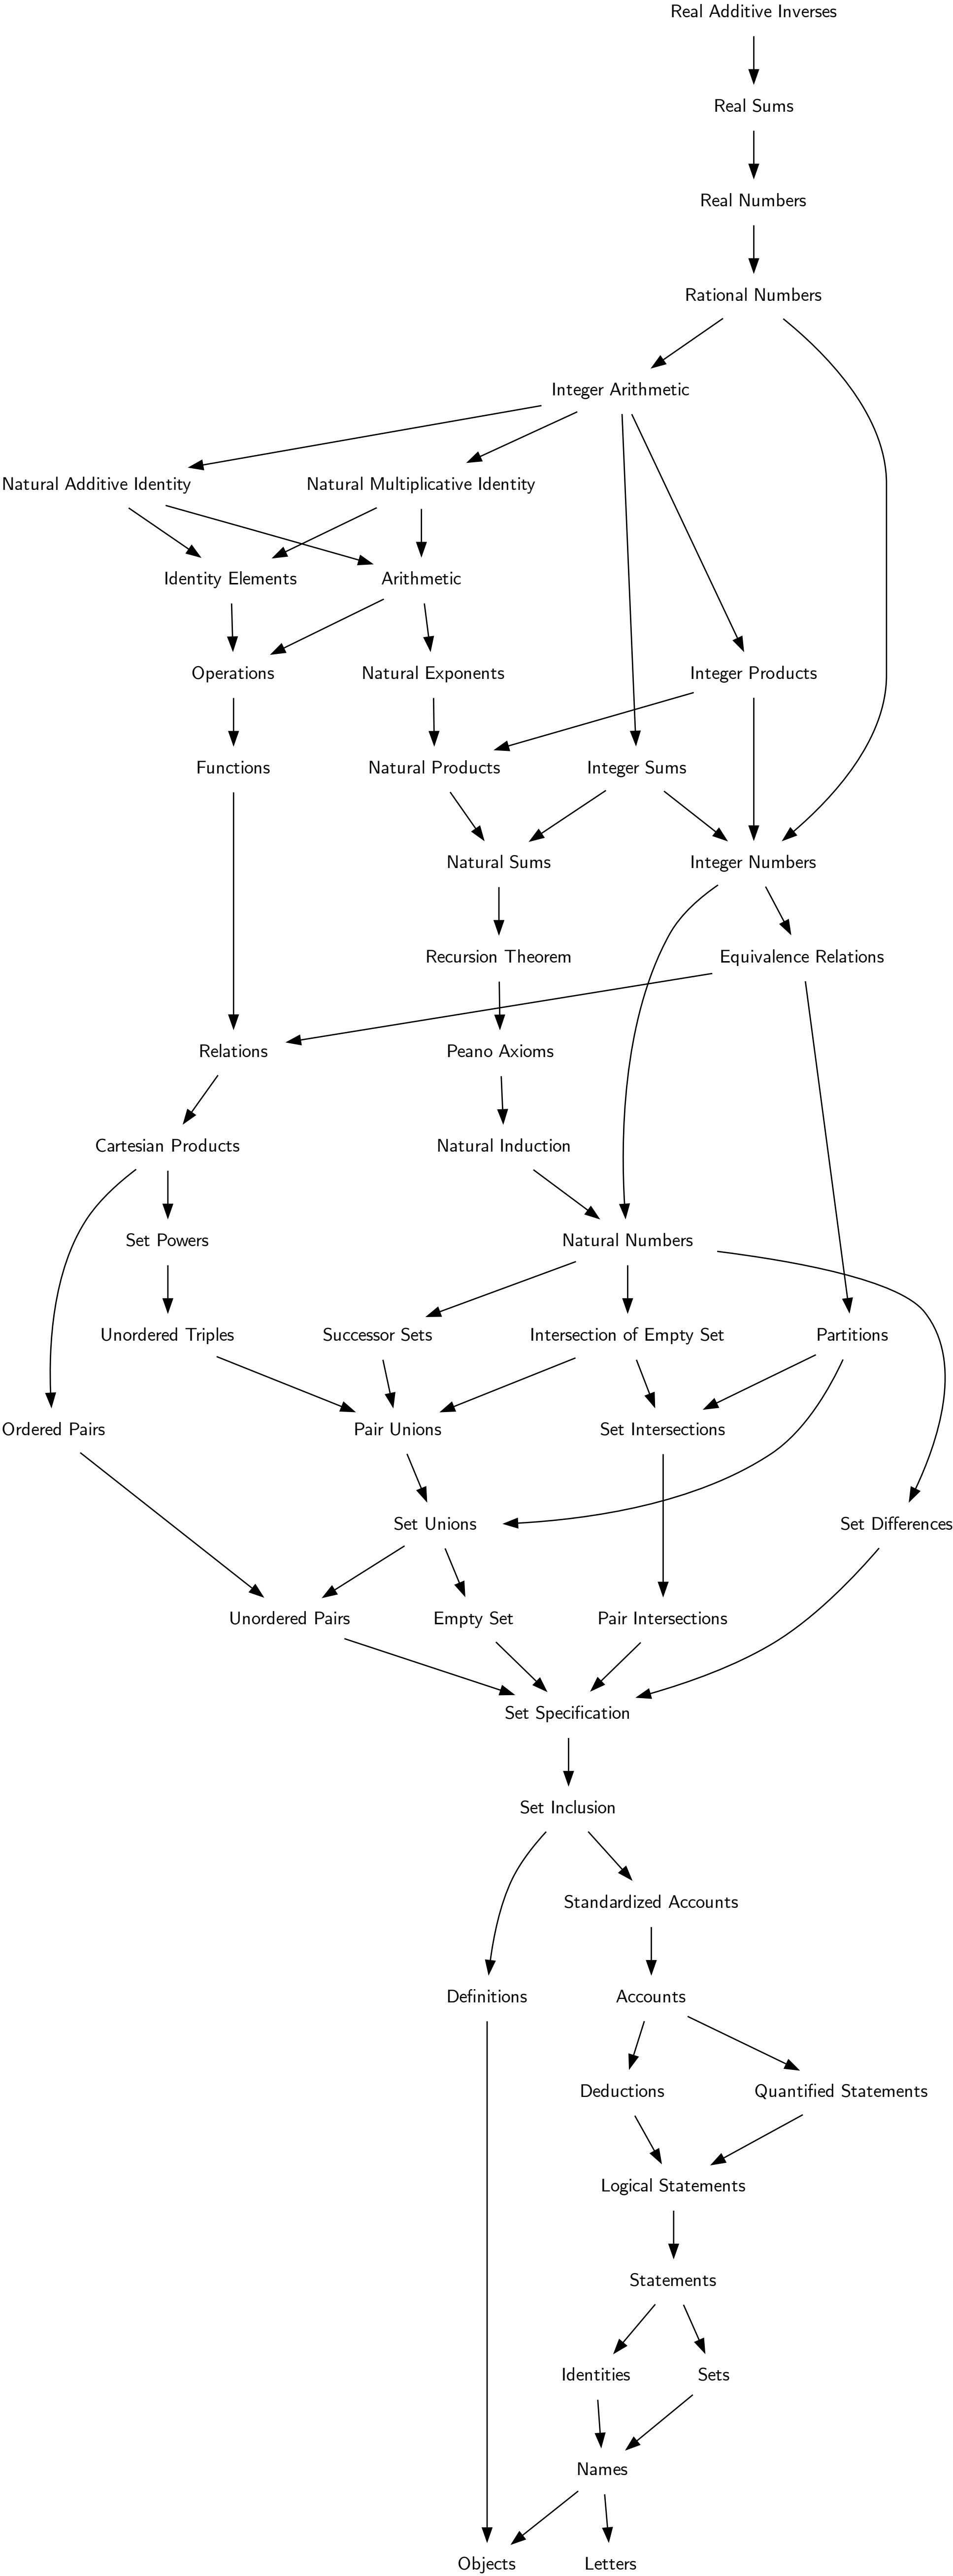 Real Additive Inverses
Real Sums
Real Numbers
Rational Numbers
Integer Arithmetic
Natural Additive Identity
Natural Multiplicative Identity
Identity Elements
Arithmetic
Operations
Natural Exponents
Integer Products
Functions
Natural Products
Integer Sums
Natural Sums
Integer Numbers
Recursion Theorem
Equivalence Relations
Relations
Peano Axioms
Cartesian Products
Natural Induction
Set Powers
Natural Numbers
Unordered Triples
Successor Sets
Intersection of Empty Set
Partitions
Ordered Pairs
Pair Unions
Set Intersections
Set Unions
Set Differences
Unordered Pairs
Empty Set
Pair Intersections
Set Specification
Set Inclusion
Standardized Accounts
Definitions
Accounts
Deductions
Quantified Statements
Logical Statements
Statements
Identities
Sets
Names
Objects
Letters